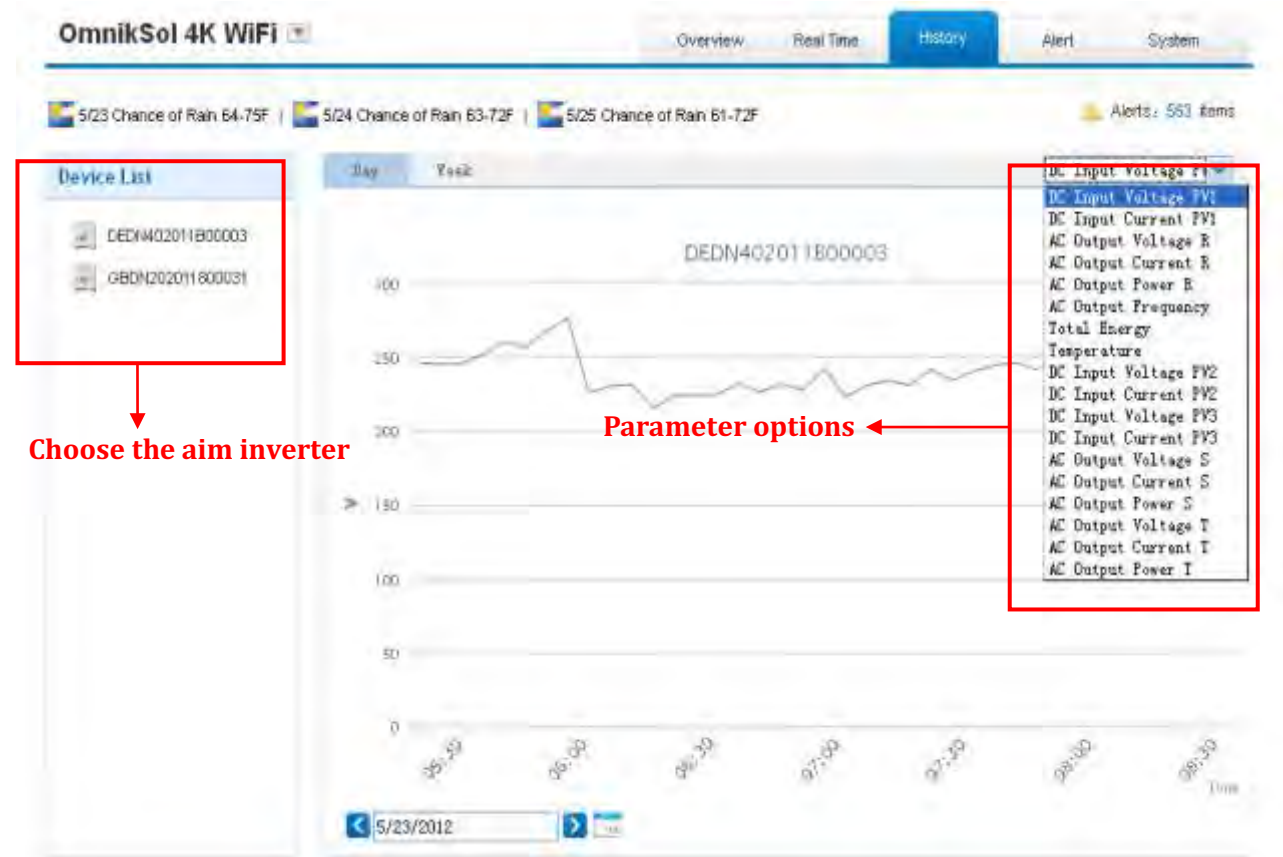 OmnikSol 4K WiFi
Overview Real Time History Alert System
5/23 Chance of Rain 64-75F | 5/24 Chance of Rain 63-72F | 5/25 Chance of Rain 61-72F
Alerts: 563 items
Device List
DEDN402011B00003
GBDN202011800031
Choose the aim inverter
Day Week
DC Input Voltage P
DC Input Voltage PV1
DC Input Current PV1
AC Output Voltage R
AC Output Current R
AC Output Power R
AC Output Frequency
Total Energy
Temperature
DC Input Voltage PV2
DC Input Current PV2
DC Input Voltage PV3
DC Input Current PV3
AC Output Voltage S
AC Output Current S
AC Output Power S
AC Output Voltage T
AC Output Current T
AC Output Power T
Parameter options
DEDN402011B00003
300
250
200
150
100
50
0
V
05:30
06:00
06:30
07:00
07:30
08:00
08:30
Time
5/23/2012